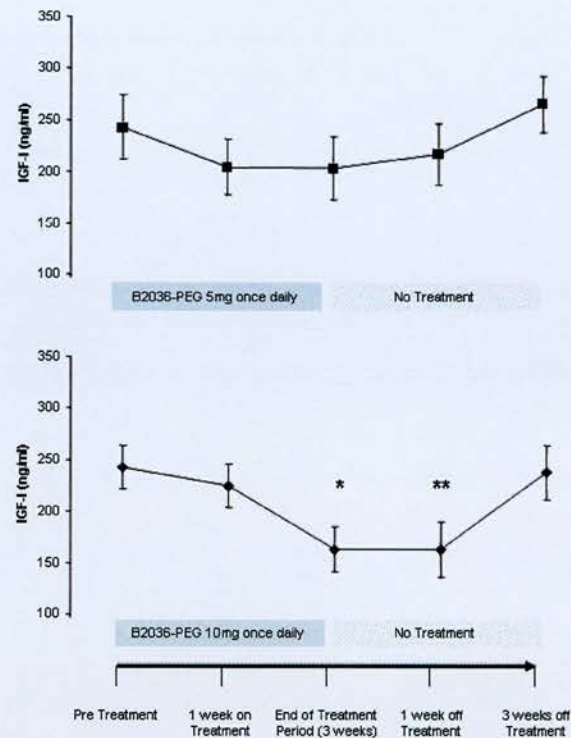 350
300
250
200
150
100
IGF-I (ng/ml)
B2036-PEG 5mg once daily
No Treatment
350
300
250
200
150
100
IGF-I (ng/ml)
*
**
B2036-PEG 10mg once daily
No Treatment
Pre Treatment
1 week on
Treatment
End of Treatment
Period (3 weeks)
1 week off
Treatment
3 weeks off
Treatment